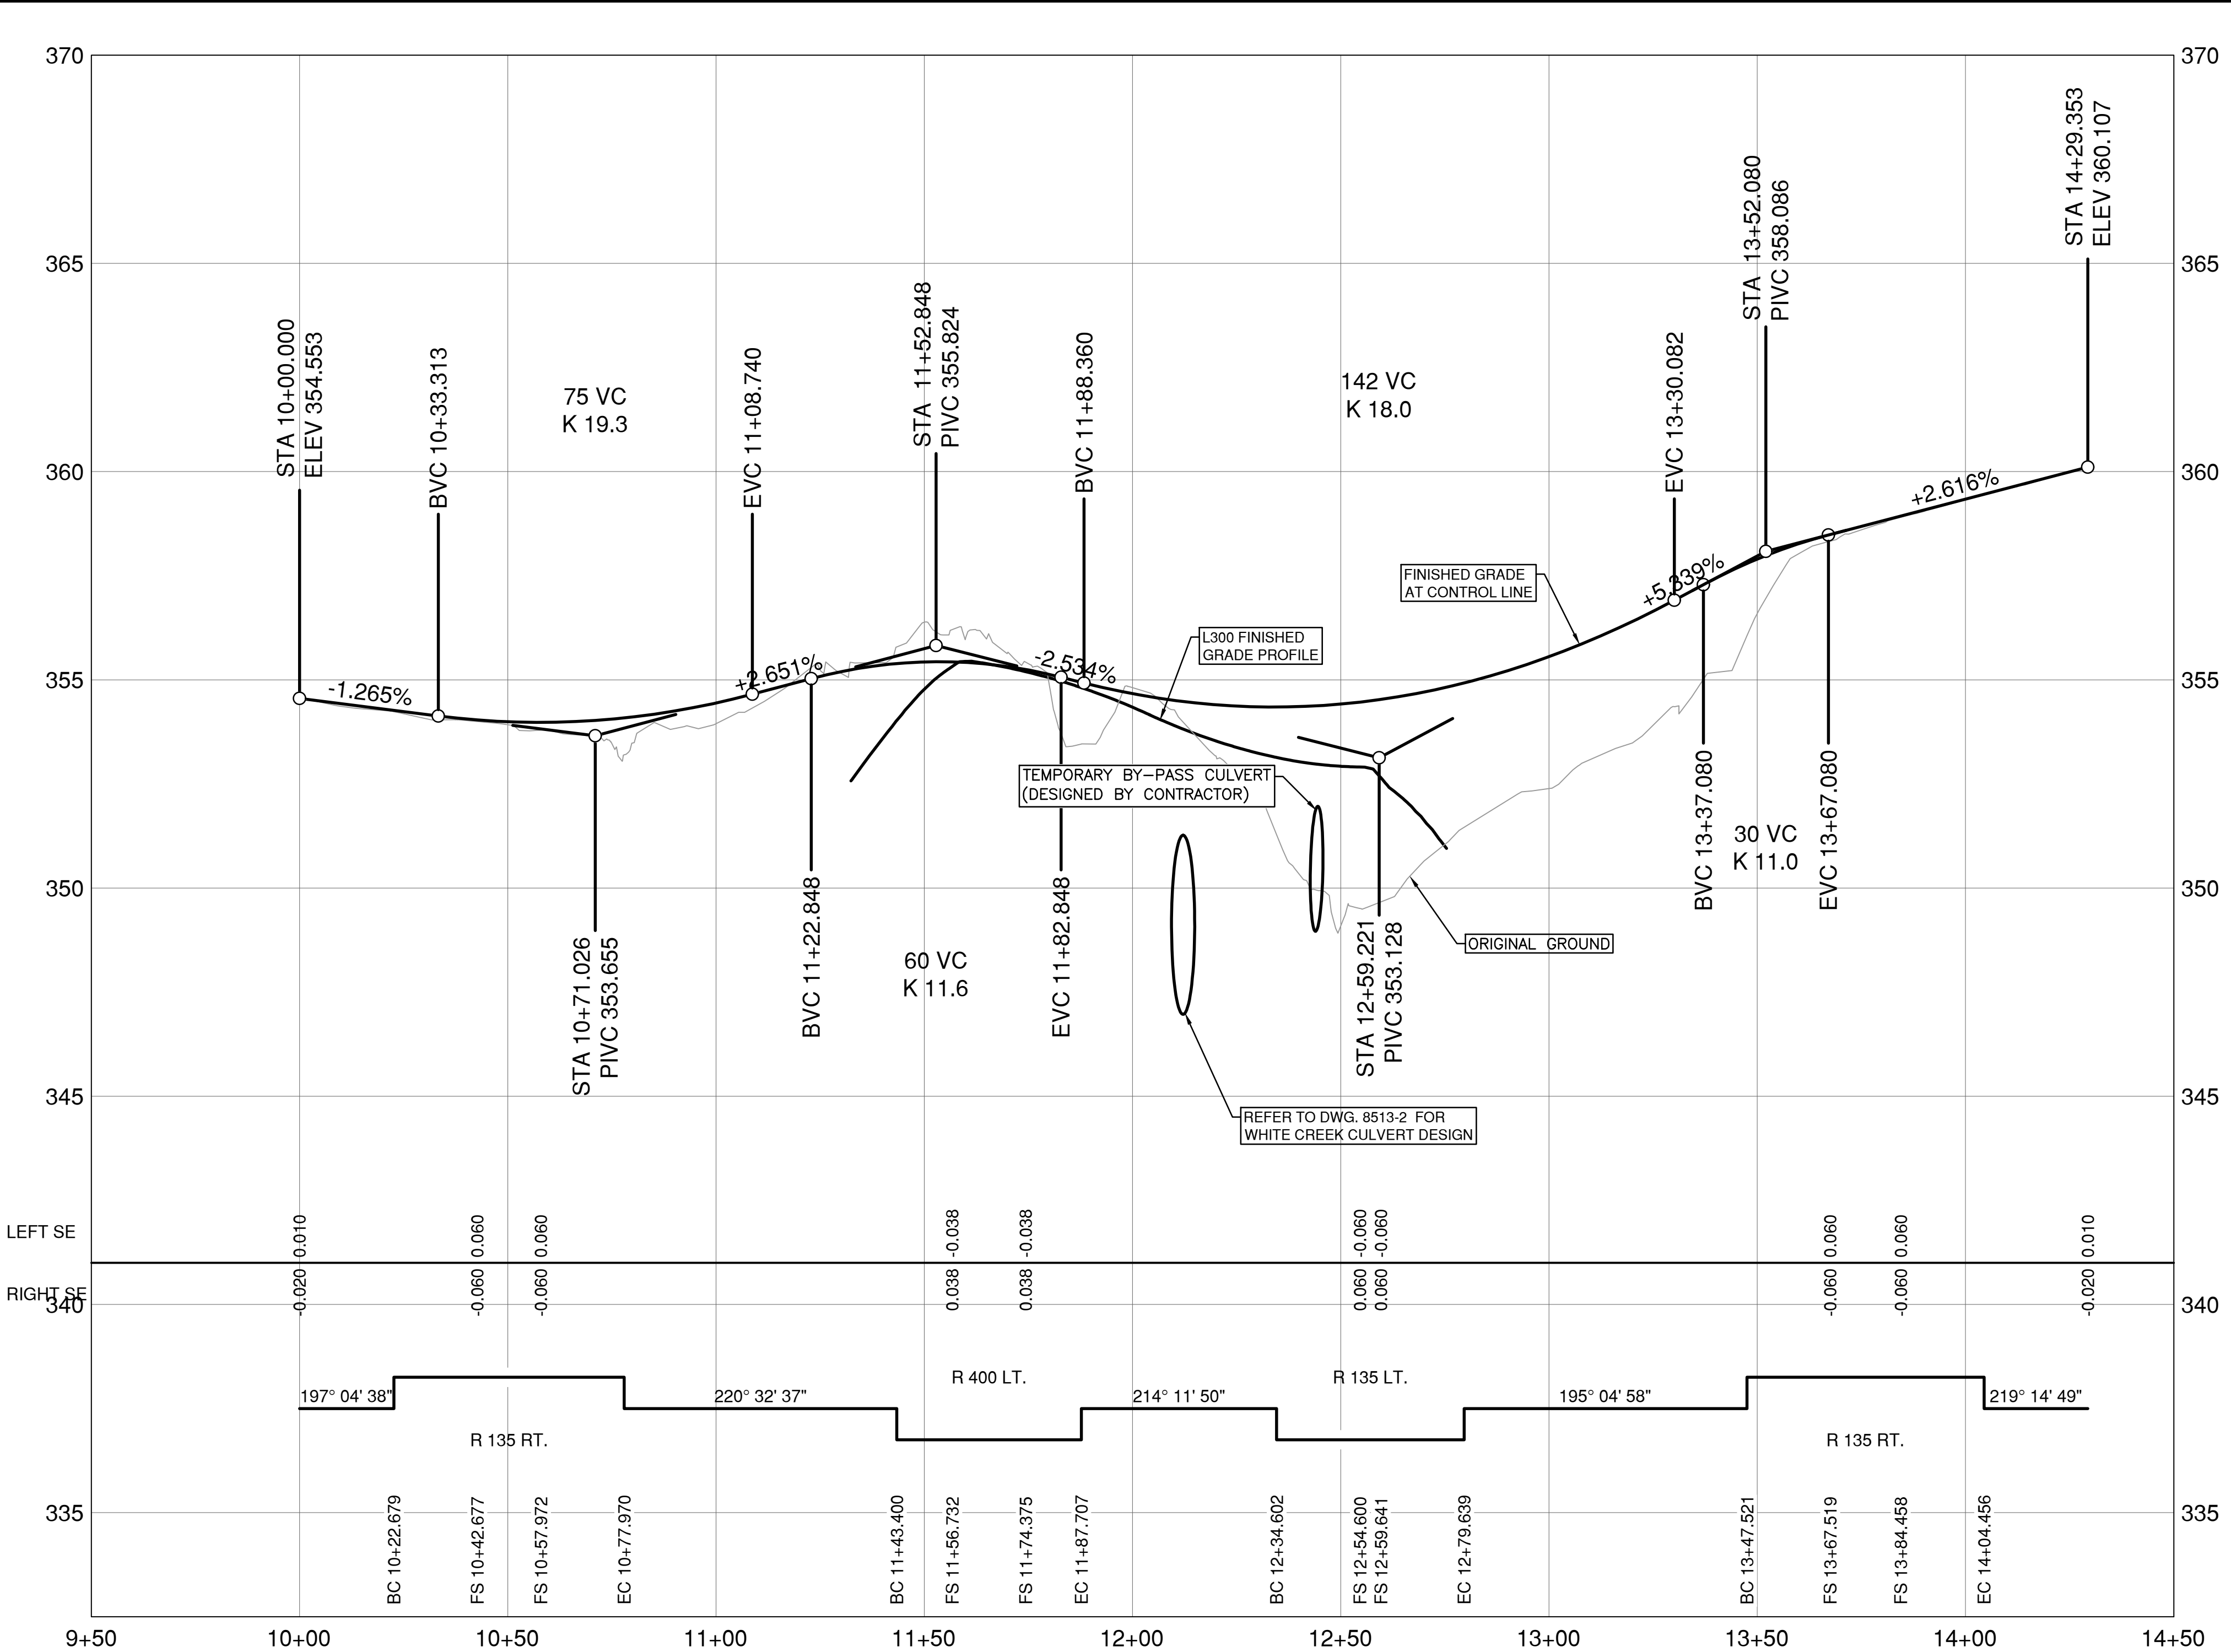 370
370
STA 14+29.353
ELEV 360.107
STA 13+52.080
PIVC 358.086
365
365
STA 11+52.848
PIVC 355.824
STA 10+00.000
ELEV 354.553
BVC 10+33.313
EVC 11+08.740
BVC 11+88.360
EVC 13+30.082
75 VC
K 19.3
142 VC
K 18.0
360
360
+2.616%
FINISHED GRADE
AT CONTROL LINE
+5.339%
L300 FINISHED
GRADE PROFILE
355
355
-1.265%
+2.651%
-2.534%
TEMPORARY BY-PASS CULVERT
(DESIGNED BY CONTRACTOR)
BVC 13+37.080
30 VC
K 11.0
EVC 13+67.080
350
350
STA 10+71.026
PIVC 353.655
BVC 11+22.848
60 VC
K 11.6
EVC 11+82.848
STA 12+59.221
PIVC 353.128
ORIGINAL GROUND
345
345
REFER TO DWG. 8513-2 FOR
WHITE CREEK CULVERT DESIGN
LEFT SE
0.010
0.060
0.060
-0.038
-0.038
-0.060
-0.060
0.060
0.060
0.010
RIGHT SE
-0.020
-0.060
-0.060
0.038
0.038
0.060
0.060
-0.060
-0.060
-0.020
340
340
R 400 LT.
R 135 LT.
197° 04' 38"
220° 32' 37"
214° 11' 50"
195° 04' 58"
219° 14' 49"
R 135 RT.
R 135 RT.
335
335
BC 10+22.679
FS 10+42.677
FS 10+57.972
EC 10+77.970
BC 11+43.400
FS 11+56.732
FS 11+74.375
EC 11+87.707
BC 12+34.602
FS 12+54.600
FS 12+59.641
EC 12+79.639
BC 13+47.521
FS 13+67.519
FS 13+84.458
EC 14+04.456
9+50
10+00
10+50
11+00
11+50
12+00
12+50
13+00
13+50
14+00
14+50